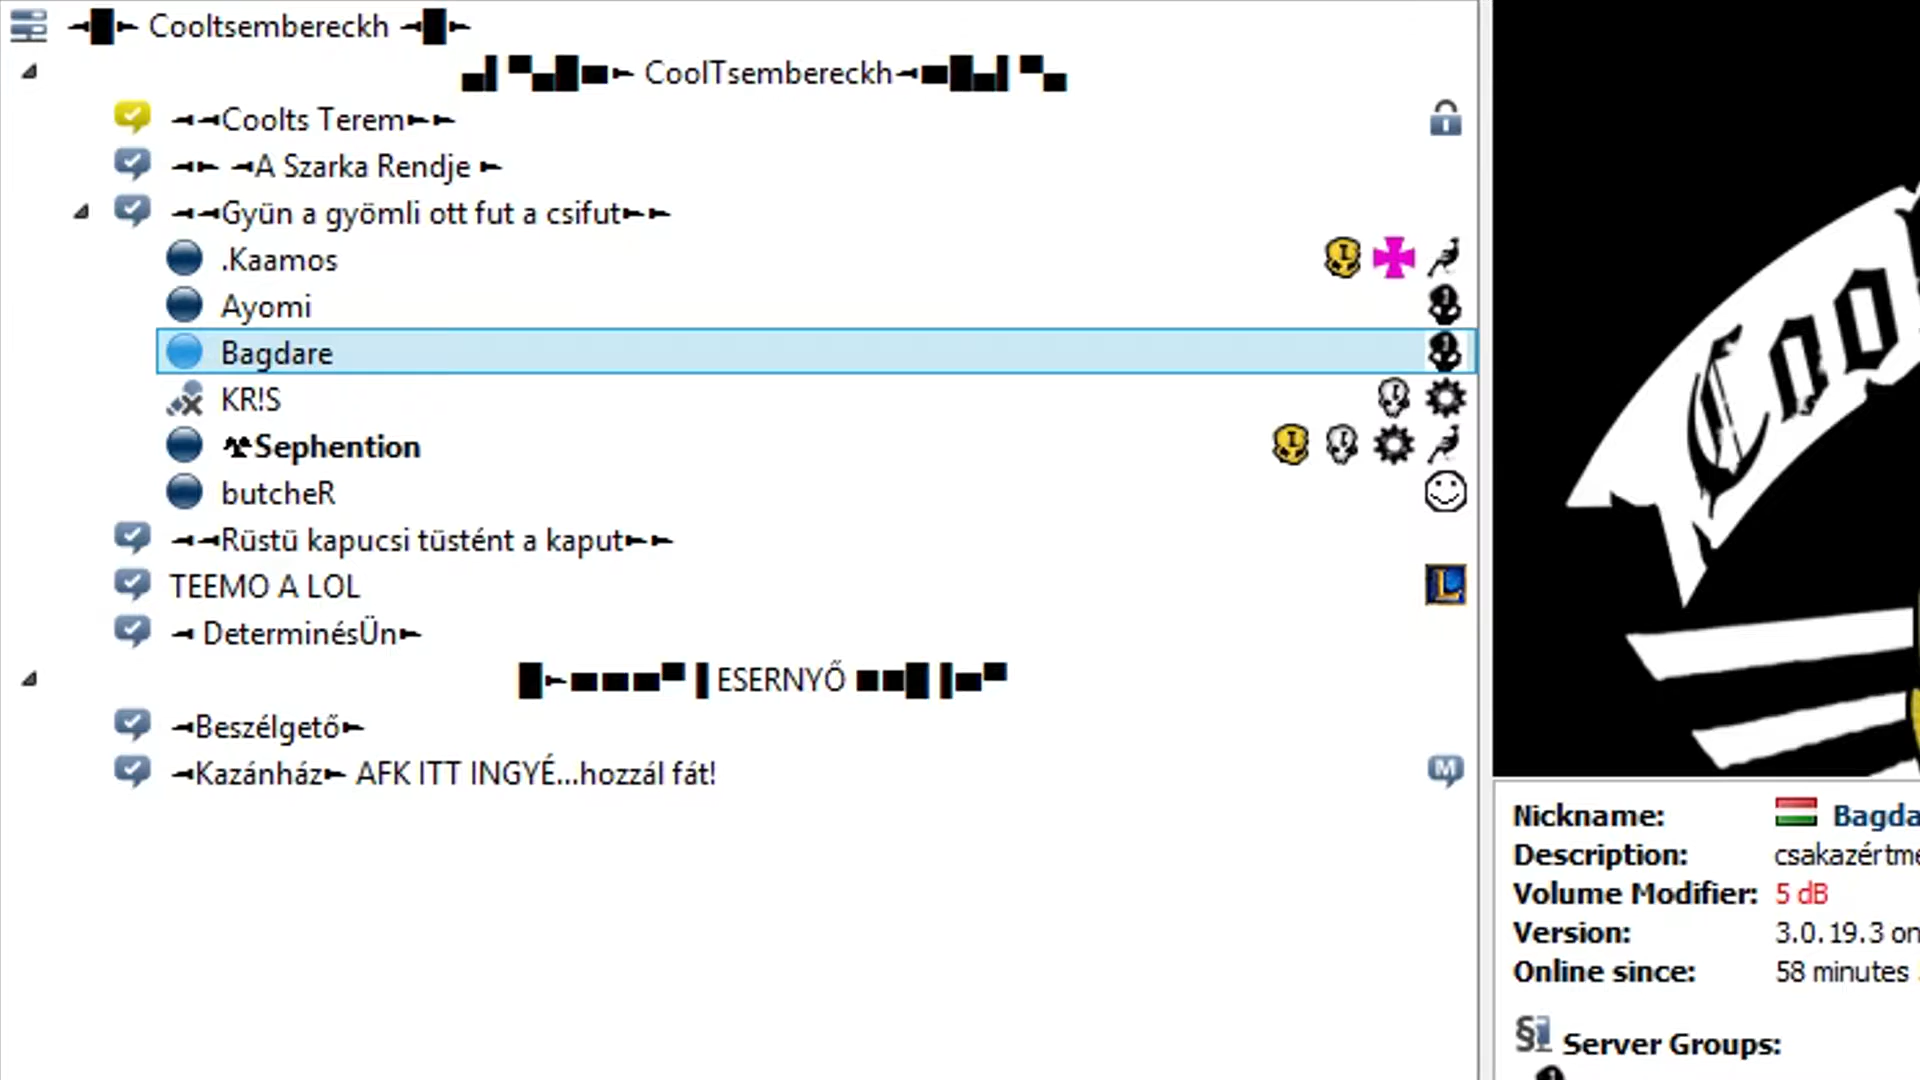 Cooltsembereckh
CoolTsembereckh
Coolts Terem
A Szarka Rendje
Gyün a gyömli ott fut a csifut
.Kaamos
Ayomi
Bagdare
KR!S
Sephention
butcheR
Rüstü kapucsi tüstént a kaput
TEEMO A LOL
L
DeterminésÜn
ESERNYŐ
Beszélgető
Kazánház AFK ITT INGYÉ...hozzál fát!
M
Coo
Nickname: Bagda
Description: csakazértme
Volume Modifier: 5 dB
Version: 3.0.19.3 on
Online since: 58 minutes
Server Groups: